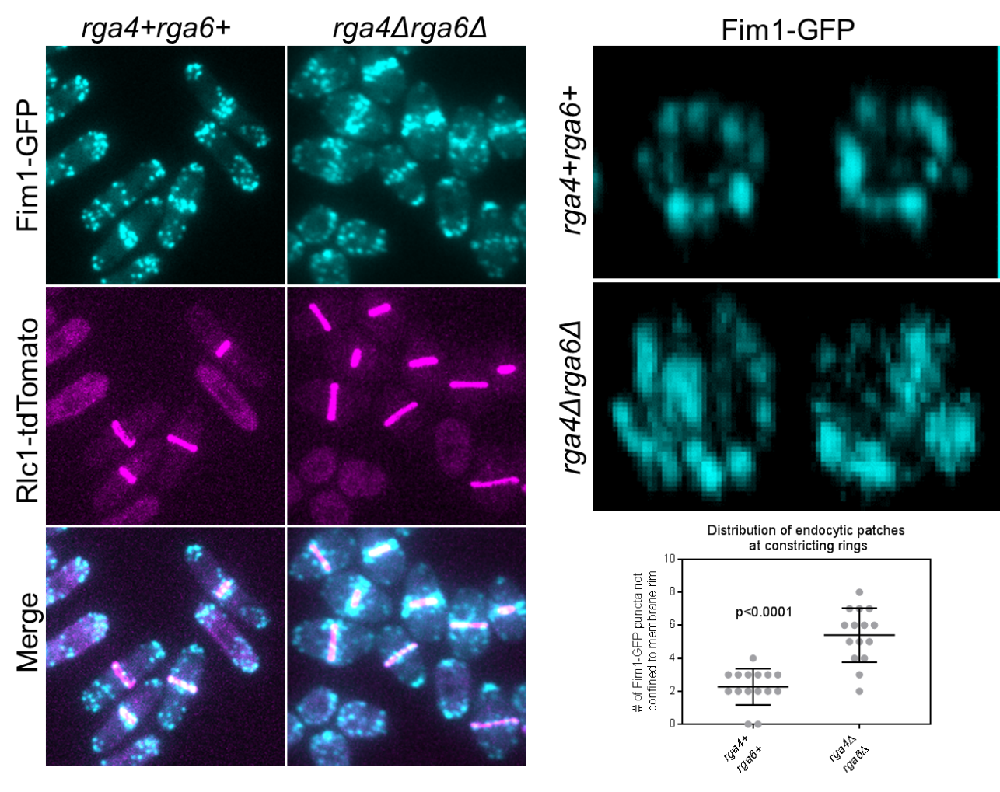 rga4+rga6+
rga4Δrga6Δ
Fim1-GFP
Rlc1-tdTomato
Merge
Fim1-GFP
rga4+rga6+
rga4Δrga6Δ
Distribution of endocytic patches
at constricting rings
# of Fim1-GFP puncta not
confined to membrane rim
10
8
6
4
2
0
p<0.0001
rga4+
rga6+
rga4Δ
rga6Δ